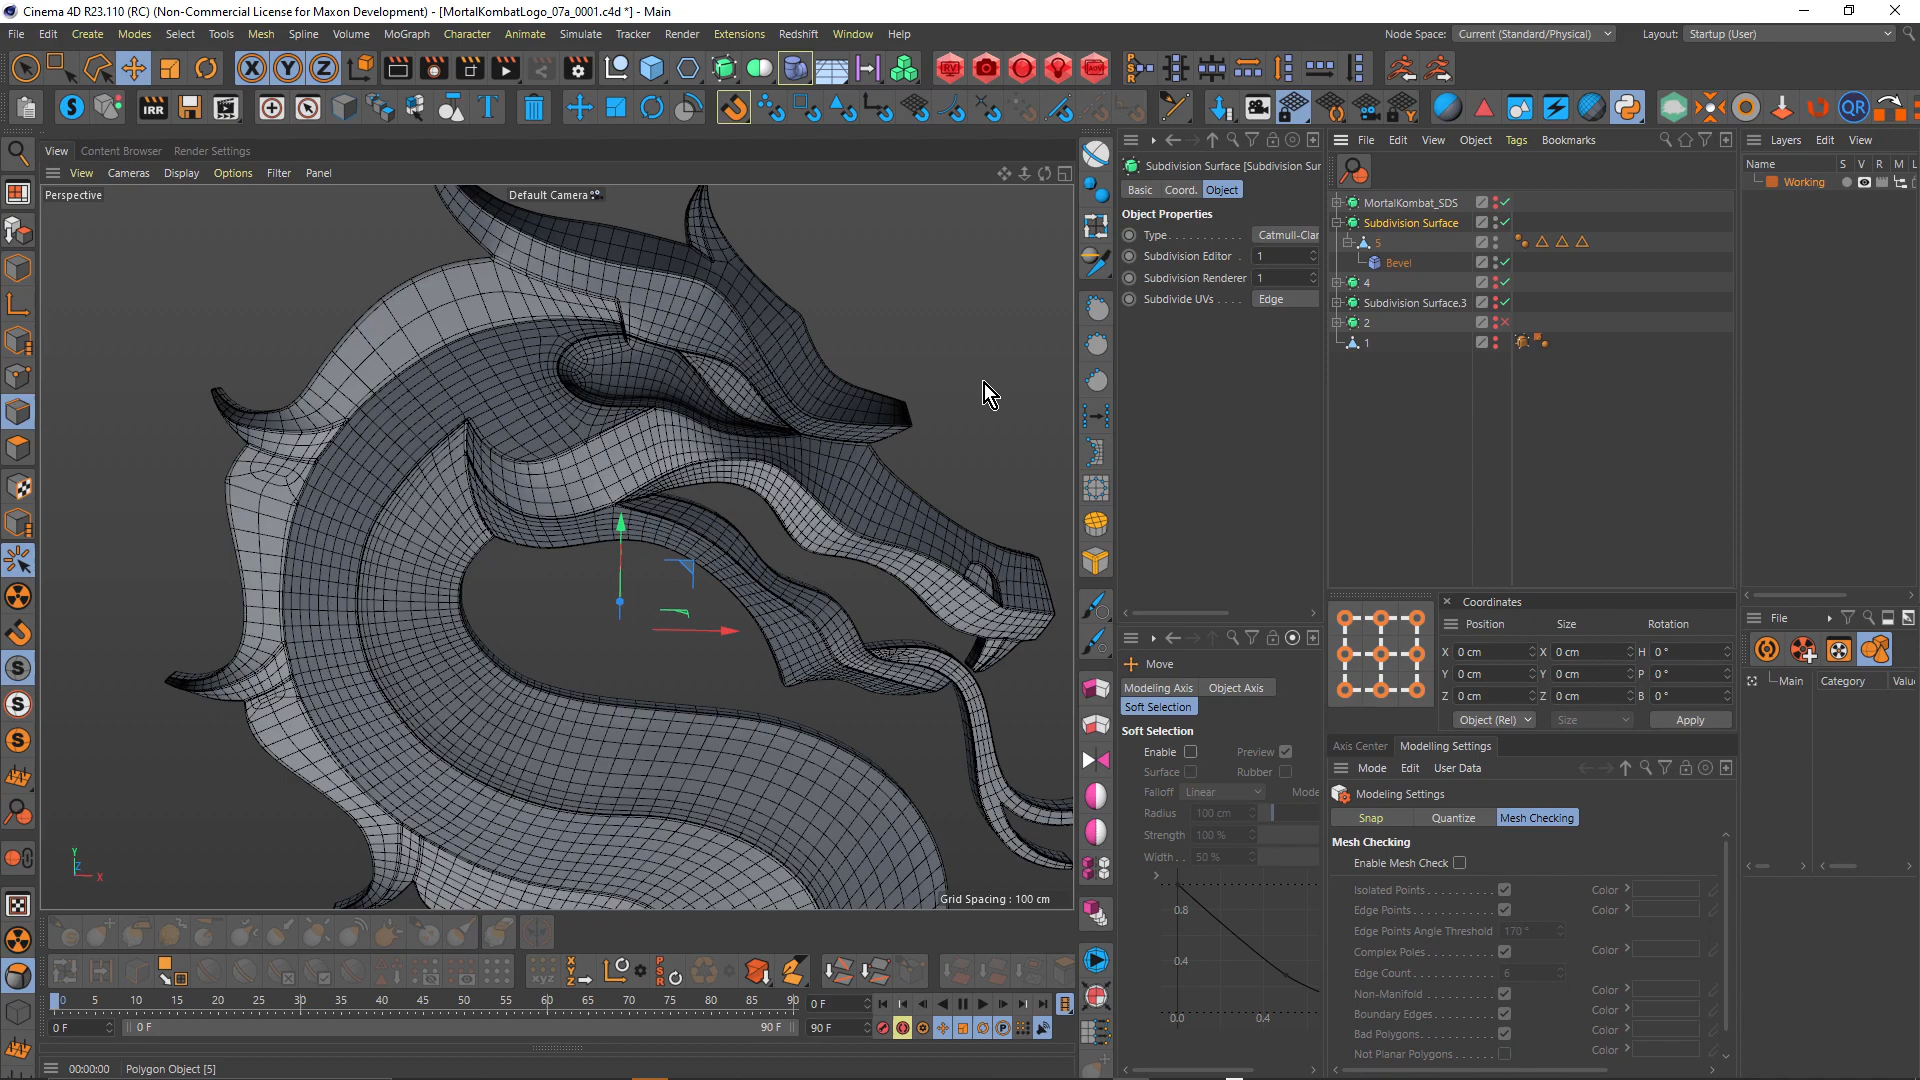 Cinema 4D R23.110 (RC) (Non-Commercial License for Maxon Development) - [MortalKombatLogo_07a_0001.c4d *] - Main
File Edit Create Modes Select Tools Mesh Spline Volume MoGraph Character Animate Simulate Tracker Render Extensions Redshift Window Help
Node Space: Current (Standard/Physical) Layout: Startup (User)
View Content Browser Render Settings
View Cameras Display Options Filter Panel
Perspective
Default Camera
Grid Spacing : 100 cm
Y
Z
X
Subdivision Surface [Subdivision Sur
Basic Coord. Object
Object Properties
Type Catmull-Clar
Subdivision Editor 1
Subdivision Renderer 1
Subdivide UVs Edge
File Edit View Object Tags Bookmarks
MortalKombat_SDS
Subdivision Surface
5
Bevel
4
Subdivision Surface.3
2
1
Layers Edit View
Name S V R M L
Working
Move
Modeling Axis Object Axis
Soft Selection
Soft Selection
Enable Preview
Surface Rubber
Falloff Linear Mode
Radius 100 cm
Strength 100 %
Width 50 %
0.8
0.4
0.0 0.4
Coordinates
Position Size Rotation
X 0 cm X 0 cm H 0 °
Y 0 cm Y 0 cm P 0 °
Z 0 cm Z 0 cm B 0 °
Object (Rel) Size Apply
File
Main Category Valu
Axis Center Modelling Settings
Mode Edit User Data
Modeling Settings
Snap Quantize Mesh Checking
Mesh Checking
Enable Mesh Check
Isolated Points Color
Edge Points Color
Edge Points Angle Threshold 170 °
Complex Poles Color
Edge Count 6
Non-Manifold Color
Boundary Edges Color
Bad Polygons Color
Not Planar Polygons Color
0 5 10 15 20 25 30 35 40 45 50 55 60 65 70 75 80 85 90 0 F
0 F 0 F 90 F 90 F
00:00:00 Polygon Object [5]